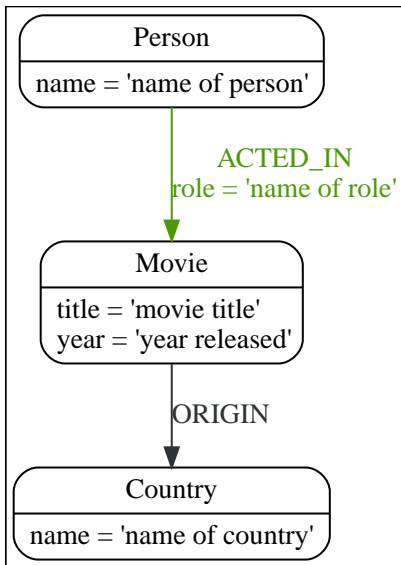 Person
name = 'name of person'
ACTED_IN
role = 'name of role'
Movie
title = 'movie title'
year = 'year released'
ORIGIN
Country
name = 'name of country'